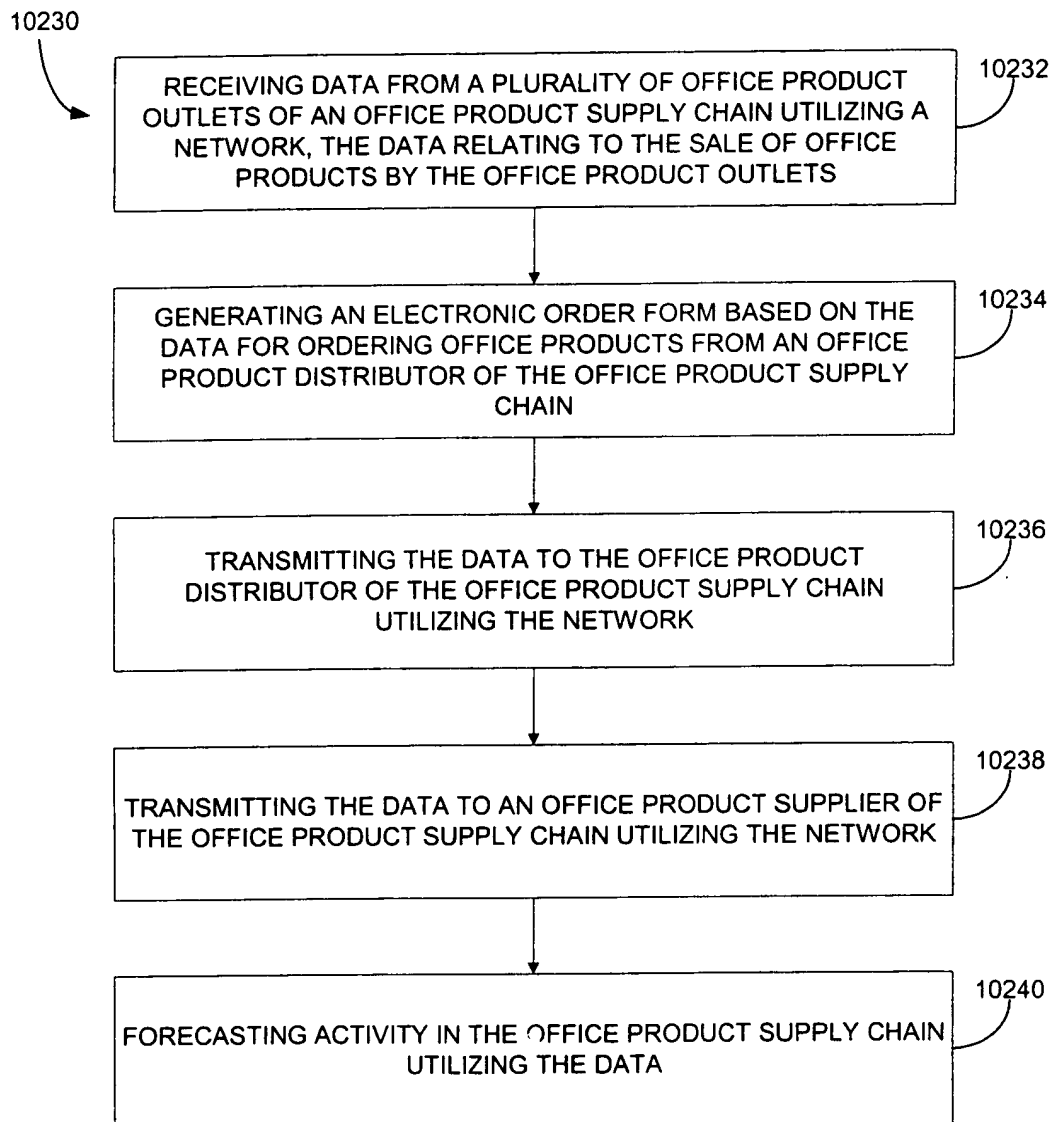 10230
RECEIVING DATA FROM A PLURALITY OF OFFICE PRODUCT
OUTLETS OF AN OFFICE PRODUCT SUPPLY CHAIN UTILIZING A
NETWORK, THE DATA RELATING TO THE SALE OF OFFICE
PRODUCTS BY THE OFFICE PRODUCT OUTLETS
10232
GENERATING AN ELECTRONIC ORDER FORM BASED ON THE
DATA FOR ORDERING OFFICE PRODUCTS FROM AN OFFICE
PRODUCT DISTRIBUTOR OF THE OFFICE PRODUCT SUPPLY
CHAIN
10234
TRANSMITTING THE DATA TO THE OFFICE PRODUCT
DISTRIBUTOR OF THE OFFICE PRODUCT SUPPLY CHAIN
UTILIZING THE NETWORK
10236
TRANSMITTING THE DATA TO AN OFFICE PRODUCT SUPPLIER OF
THE OFFICE PRODUCT SUPPLY CHAIN UTILIZING THE NETWORK
10238
FORECASTING ACTIVITY IN THE OFFICE PRODUCT SUPPLY CHAIN
UTILIZING THE DATA
10240